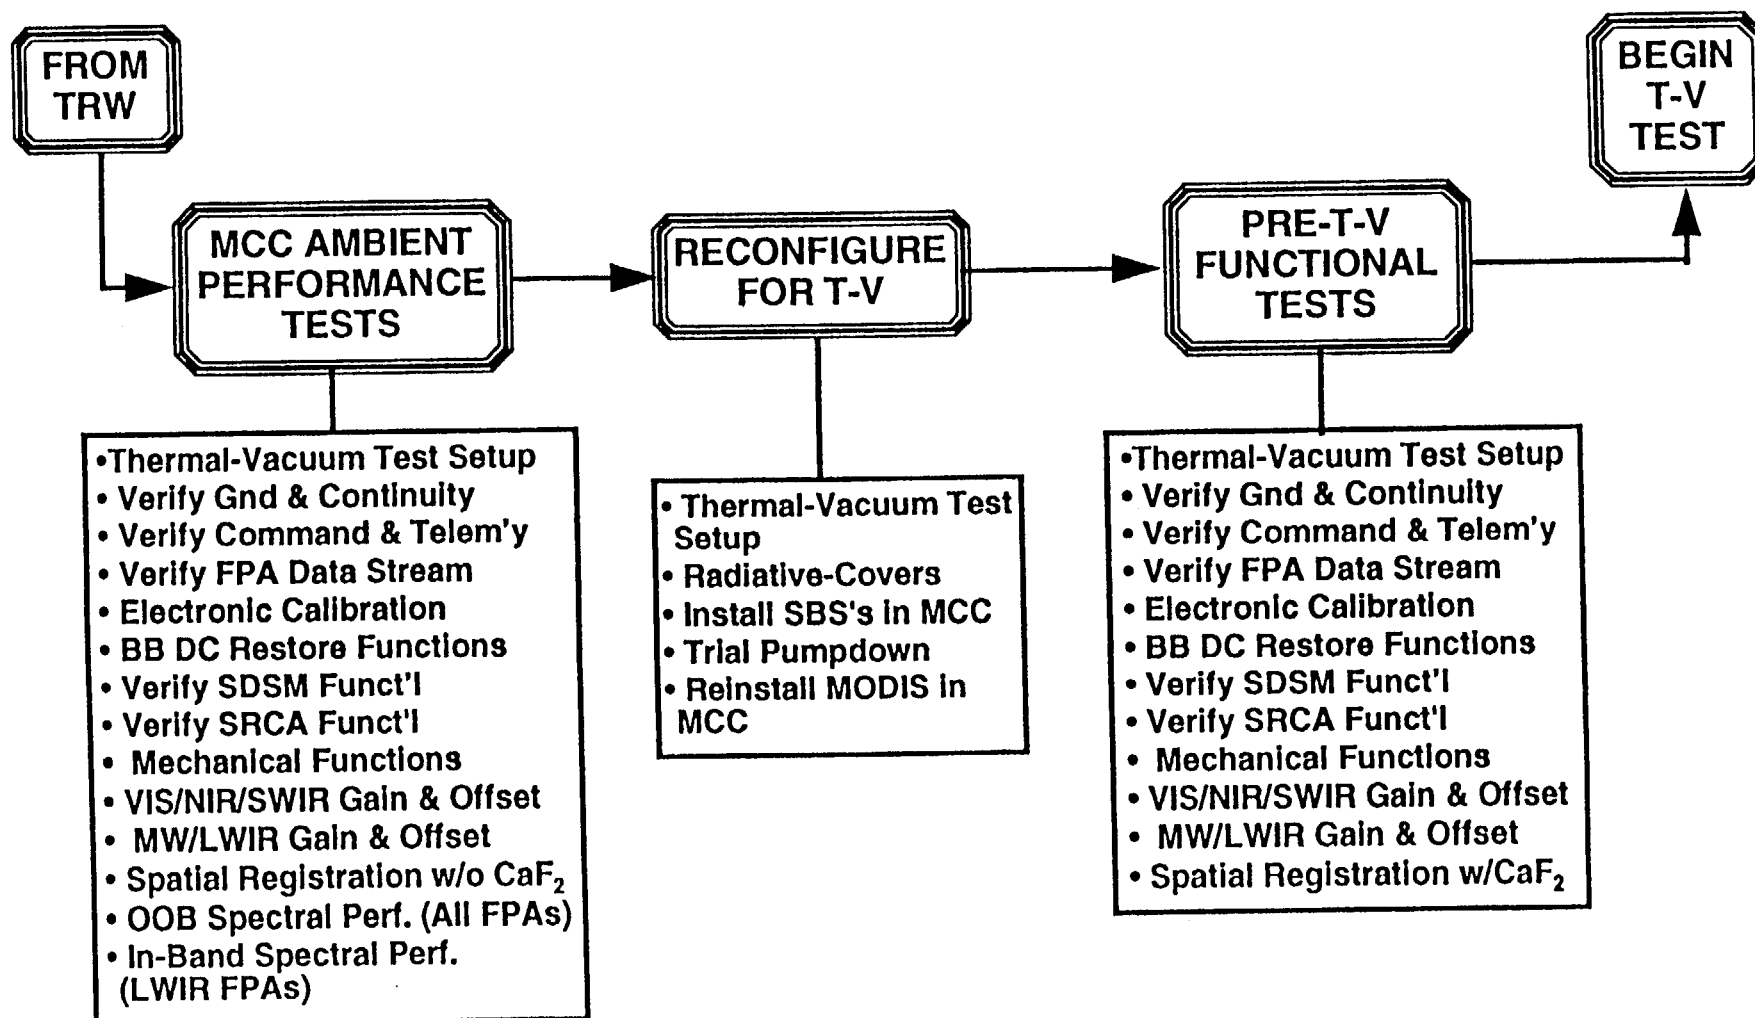 FROM
TRW
BEGIN
T-V
TEST
MCC AMBIENT
PERFORMANCE
TESTS
RECONFIGURE
FOR T-V
PRE-T-V
FUNCTIONAL
TESTS
•Thermal-Vacuum Test Setup
• Verify Gnd & Continuity
• Verify Command & Telem'y
• Verify FPA Data Stream
• Electronic Calibration
• BB DC Restore Functions
• Verify SDSM Funct'l
• Verify SRCA Funct'l
• Mechanical Functions
• VIS/NIR/SWIR Gain & Offset
• MW/LWIR Gain & Offset
• Spatial Registration w/o CaF₂
• OOB Spectral Perf. (All FPAs)
• In-Band Spectral Perf.
(LWIR FPAs)
• Thermal-Vacuum Test
Setup
• Radiative-Covers
• Install SBS's in MCC
• Trial Pumpdown
• Reinstall MODIS in
MCC
•Thermal-Vacuum Test Setup
• Verify Gnd & Continuity
• Verify Command & Telem'y
• Verify FPA Data Stream
• Electronic Calibration
• BB DC Restore Functions
• Verify SDSM Funct'l
• Verify SRCA Funct'l
• Mechanical Functions
• VIS/NIR/SWIR Gain & Offset
• MW/LWIR Gain & Offset
• Spatial Registration w/CaF₂